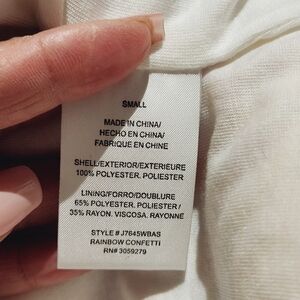 SMALL
MADE IN CHINA/
HECHO EN CHINA/
FABRIQUE EN CHINE
SHELL/EXTERIOR/EXTERIEURE
100% POLYESTER. POLIESTER
LINING/FORRO/DOUBLURE
65% POLYESTER. POLIESTER /
35% RAYON. VISCOSA. RAYONNE
STYLE # J7645WBAS
RAINBOW CONFETTI
RN# 3059279